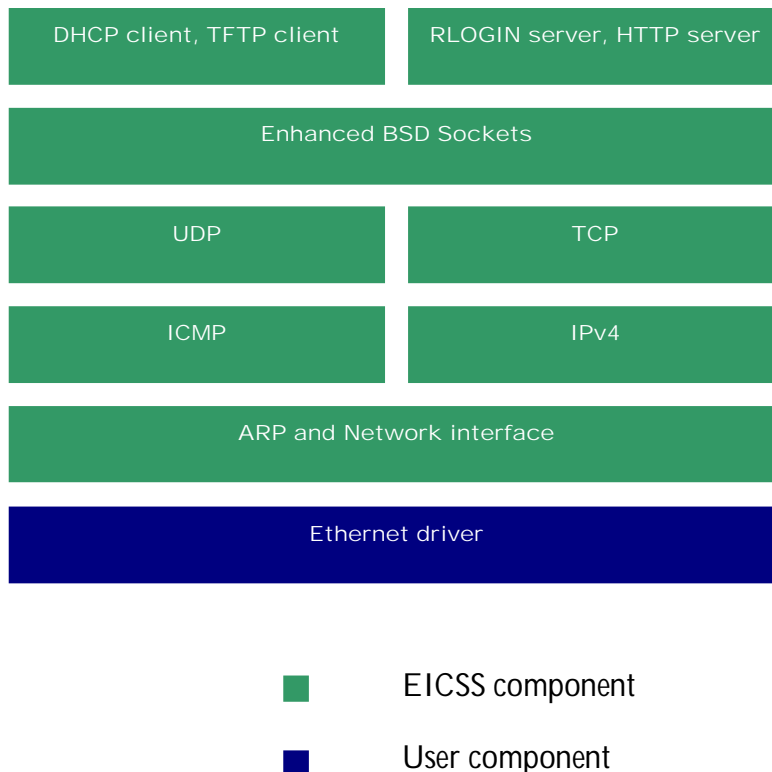 DHCP client, TFTP client
RLOGIN server, HTTP server
Enhanced BSD Sockets
UDP
TCP
ICMP
IPv4
ARP and Network interface
Ethernet driver
EICSS component
User component